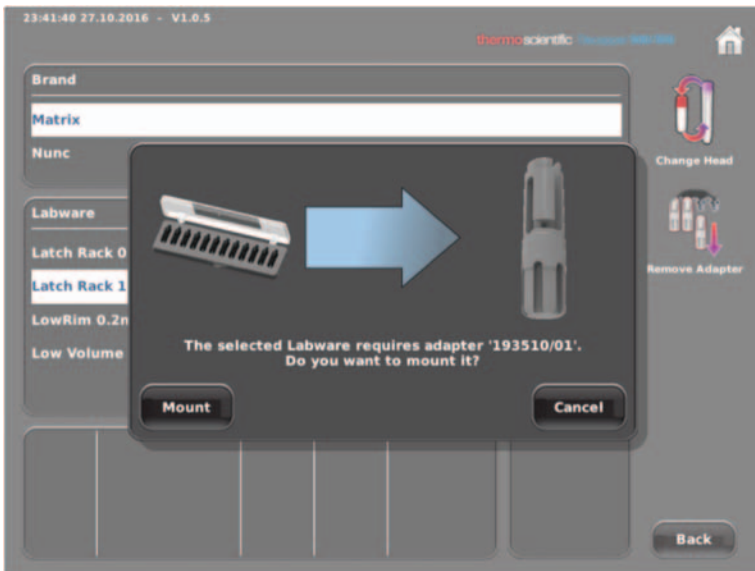 23:41:40 27.10.2016 - V1.0.5
thermoscientific
Brand
Matrix
Nunc
Change Head
Labware
Latch Rack 0
Latch Rack 1
LowRim 0.2m
Low Volume
Remove Adapter
The selected Labware requires adapter '193510/01'.
Do you want to mount it?
Mount
Cancel
Back